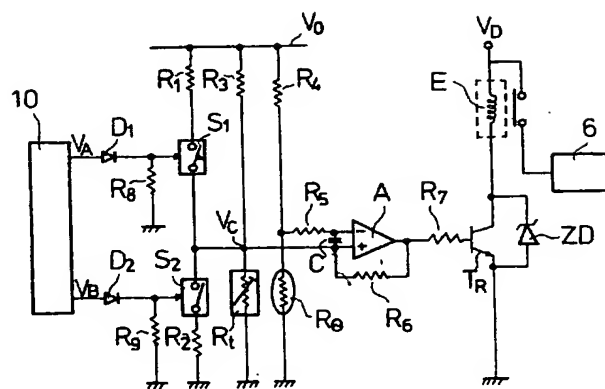 V0
VD
R1
R3
R4
E
10
S1
D1
VA
6
R8
R5
A
R7
VC
C
ZD
D2
S2
VB
TR
R6
R9
R2
Rt
Rθ